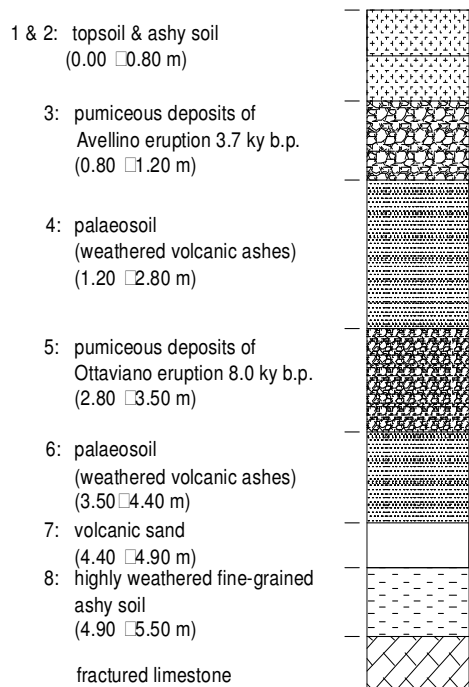 1 & 2: topsoil & ashy soil
(0.00 □0.80 m)
3: pumiceous deposits of
Avellino eruption 3.7 ky b.p.
(0.80 □1.20 m)
4: palaeosoil
(weathered volcanic ashes)
(1.20 □2.80 m)
5: pumiceous deposits of
Ottaviano eruption 8.0 ky b.p.
(2.80 □3.50 m)
6: palaeosoil
(weathered volcanic ashes)
(3.50□4.40 m)
7: volcanic sand
(4.40 □4.90 m)
8: highly weathered fine-grained
ashy soil
(4.90 □5.50 m)
fractured limestone